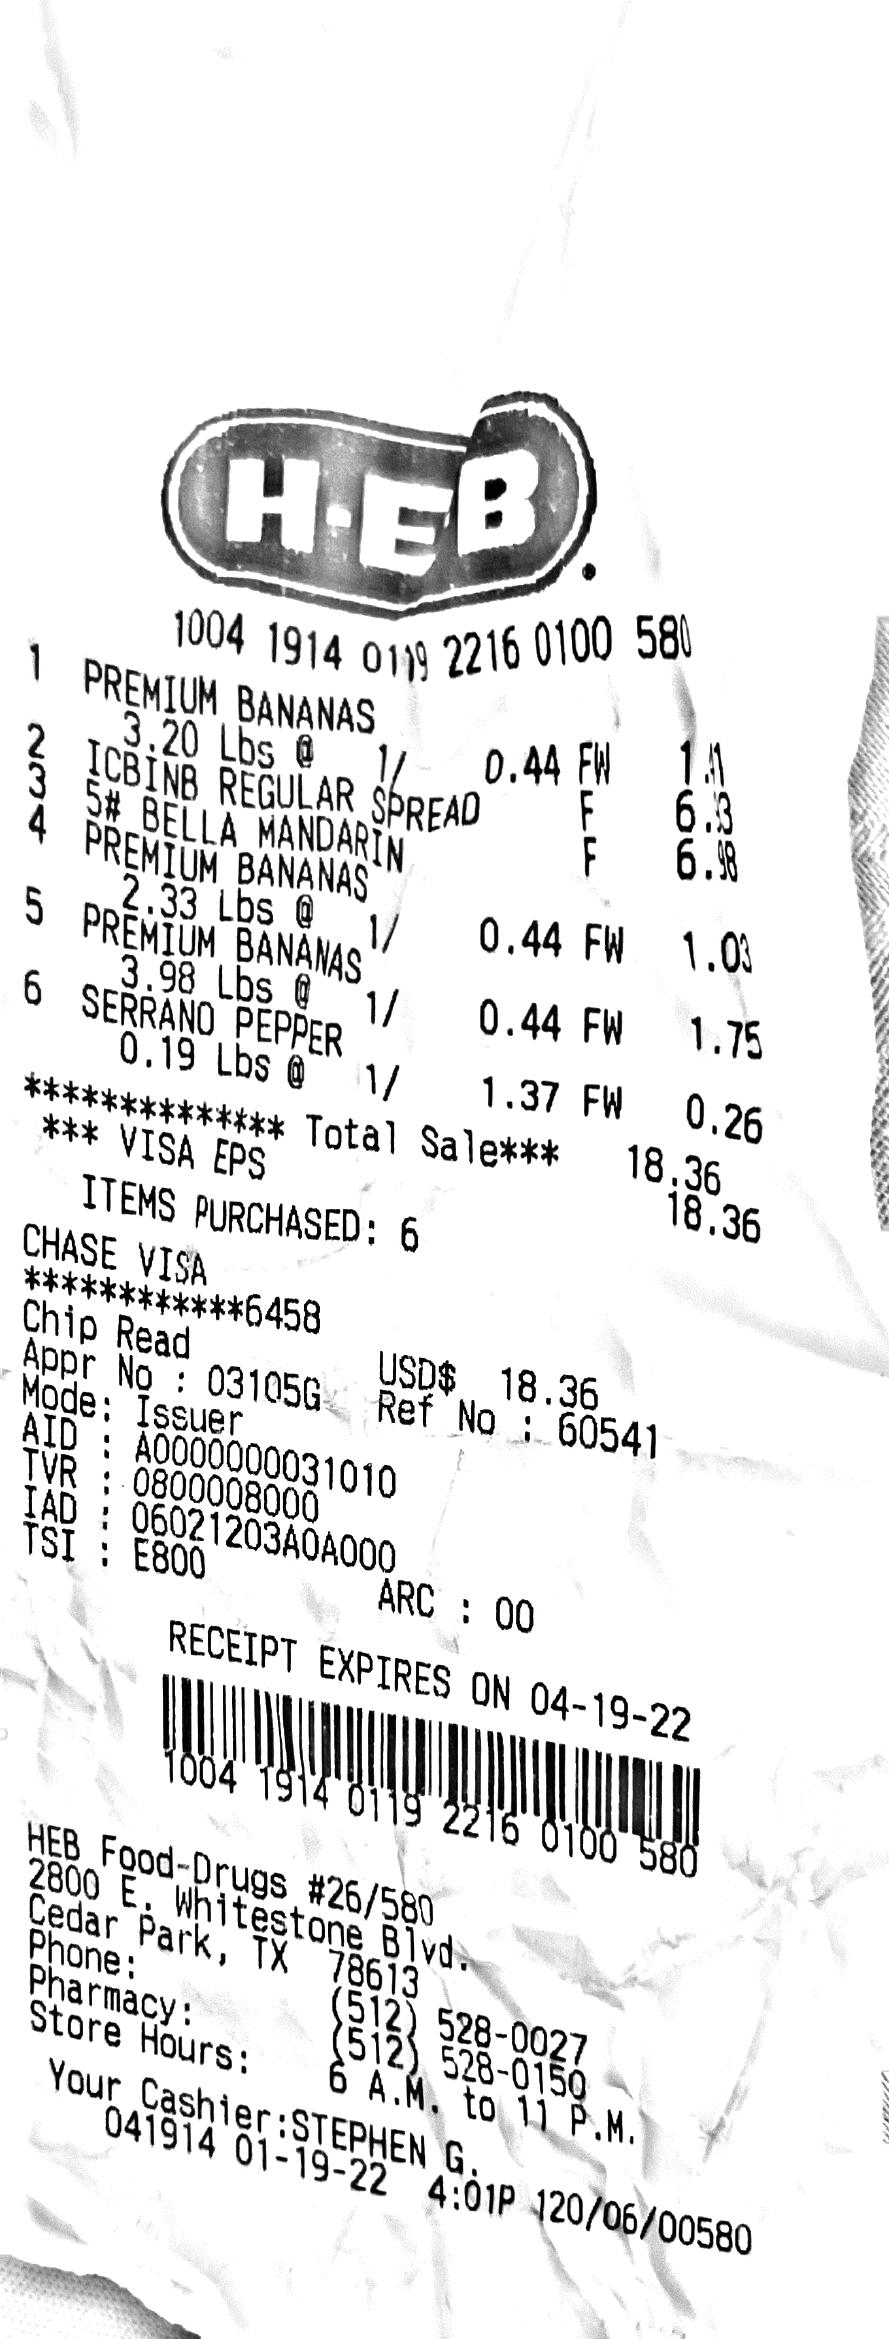 H-E-B
1004 1914 0119 2216 0100 580
1 PREMIUM BANANAS
3.20 Lbs @ 1/ 0.44 FW 1.41
2 ICBINB REGULAR SPREAD F 6.93
3 5# BELLA MANDARIN F 6.98
4 PREMIUM BANANAS
2.33 Lbs @ 1/ 0.44 FW 1.03
5 PREMIUM BANANAS
3.98 Lbs @ 1/ 0.44 FW 1.75
6 SERRANO PEPPER
0.19 Lbs @ 1/ 1.37 FW 0.26
************** Total Sale*** 18.36
*** VISA EPS 18.36
ITEMS PURCHASED: 6
CHASE VISA
************6458
Chip Read USD$ 18.36
Appr No : 03105G Ref No : 60541
Mode: Issuer
AID : A0000000031010
TVR : 0800008000
IAD : 06021203A0A000
TSI : E800 ARC : 00
RECEIPT EXPIRES ON 04-19-22
1004 1914 0119 2216 0100 580
HEB Food-Drugs #26/580
2800 E. Whitestone Blvd.
Cedar Park, TX 78613
Phone: (512) 528-0027
Pharmacy: (512) 528-0150
Store Hours: 6 A.M. to 11 P.M.
Your Cashier:STEPHEN G.
041914 01-19-22 4:01P 120/06/00580